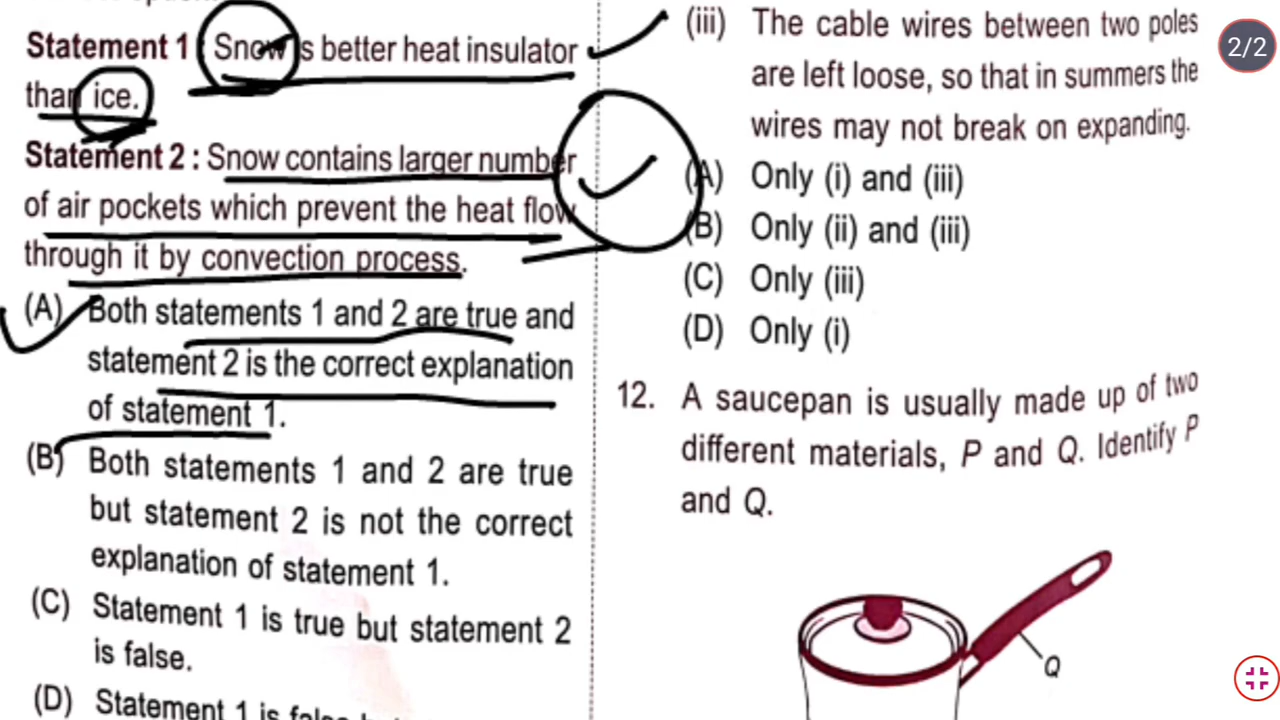 Statement 1 : Snow is better heat insulator
than ice.
Statement 2 : Snow contains larger number
of air pockets which prevent the heat flow
through it by convection process.
(A) Both statements 1 and 2 are true and
statement 2 is the correct explanation
of statement 1.
(B) Both statements 1 and 2 are true
but statement 2 is not the correct
explanation of statement 1.
(C) Statement 1 is true but statement 2
is false.
(D) Statement 1 is false
(iii) The cable wires between two poles
are left loose, so that in summers the
wires may not break on expanding.
(A) Only (i) and (iii)
(B) Only (ii) and (iii)
(C) Only (iii)
(D) Only (i)
12. A saucepan is usually made up of two
different materials, P and Q. Identify P
and Q.
Q
2/2